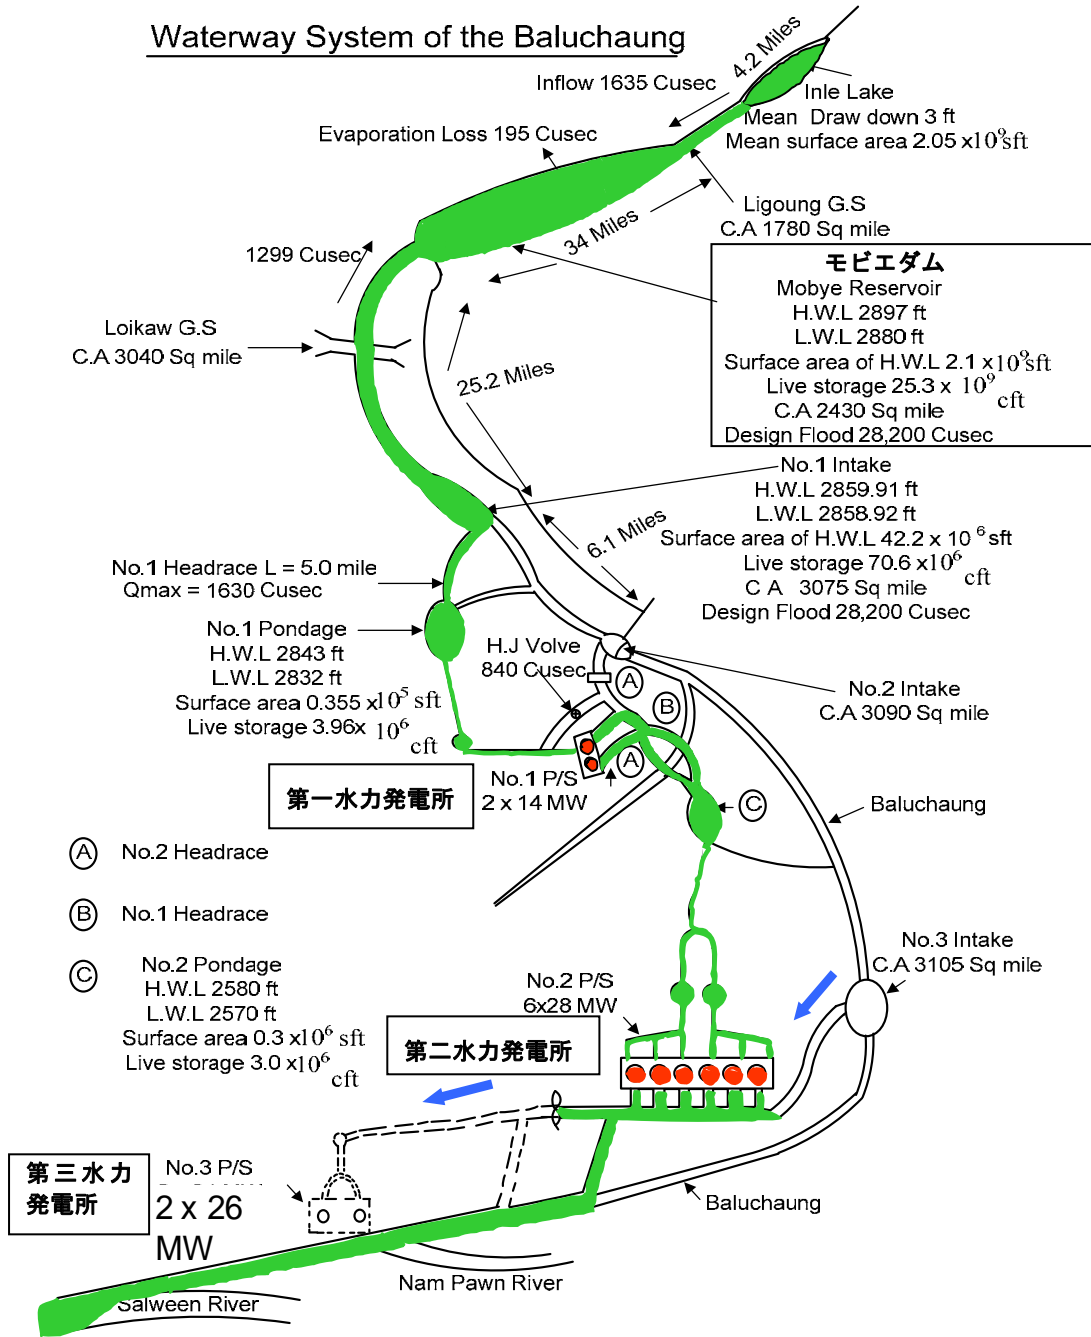 Waterway System of the Baluchaung
4.2 Miles
Inflow 1635 Cusec
Inle Lake
Mean Draw down 3 ft
Mean surface area 2.05 x10⁹sft
Evaporation Loss 195 Cusec
Ligoung G.S
C.A 1780 Sq mile
34 Miles
1299 Cusec
モビエダム
Mobye Reservoir
H.W.L 2897 ft
L.W.L 2880 ft
Surface area of H.W.L 2.1 x10⁹sft
Live storage 25.3 x 10⁹ cft
C.A 2430 Sq mile
Design Flood 28,200 Cusec
Loikaw G.S
C.A 3040 Sq mile
25.2 Miles
No.1 Intake
H.W.L 2859.91 ft
L.W.L 2858.92 ft
Surface area of H.W.L 42.2 x 10⁶ sft
Live storage 70.6 x10⁶ cft
C A 3075 Sq mile
Design Flood 28,200 Cusec
6.1 Miles
No.1 Headrace L = 5.0 mile
Qmax = 1630 Cusec
No.1 Pondage
H.W.L 2843 ft
L.W.L 2832 ft
Surface area 0.355 x10⁵ sft
Live storage 3.96x 10⁶ cft
H.J Volve
840 Cusec
A
B
No.2 Intake
C.A 3090 Sq mile
第一水力発電所
No.1 P/S
2 x 14 MW
A
C
Baluchaung
A No.2 Headrace
B No.1 Headrace
C No.2 Pondage
H.W.L 2580 ft
L.W.L 2570 ft
Surface area 0.3 x10⁶ sft
Live storage 3.0 x10⁶ cft
No.3 Intake
C.A 3105 Sq mile
No.2 P/S
6x28 MW
第二水力発電所
第三水力
発電所
No.3 P/S
2 x 26
MW
Baluchaung
Nam Pawn River
Salween River